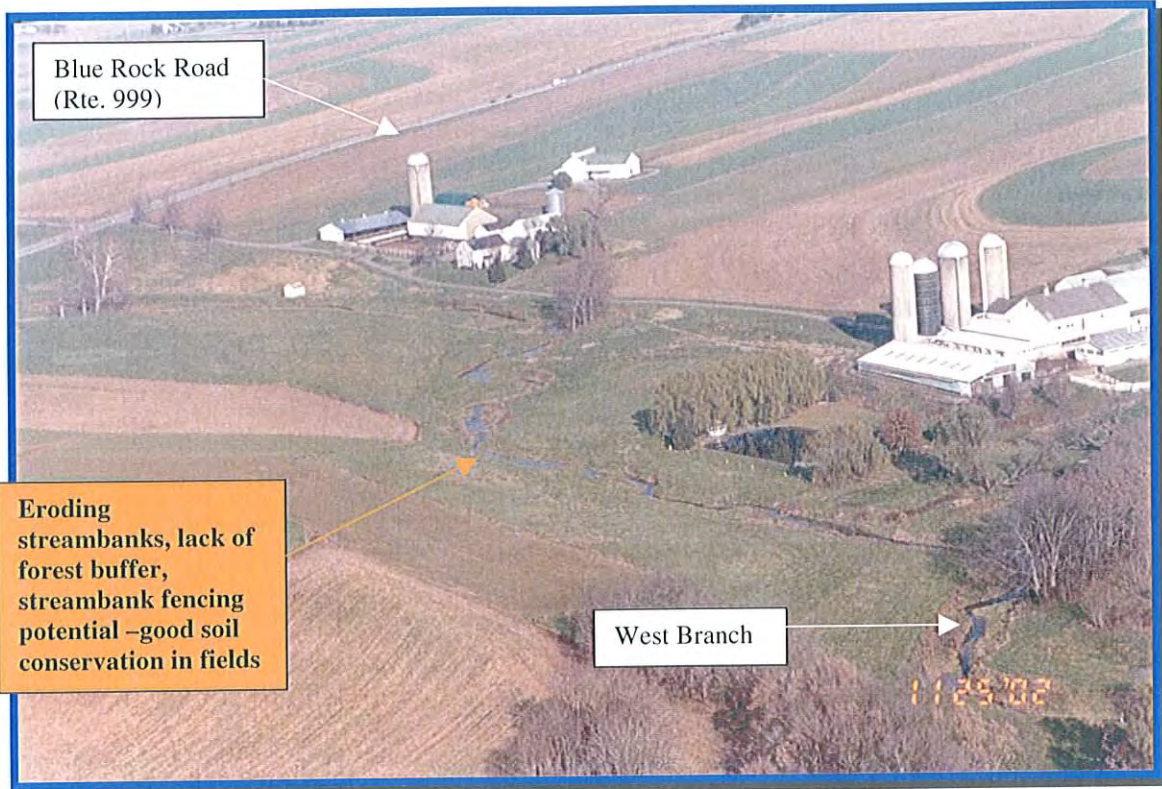 Blue Rock Road
(Rte. 999)
Eroding
streambanks, lack of
forest buffer,
streambank fencing
potential –good soil
conservation in fields
West Branch
11 25 '02